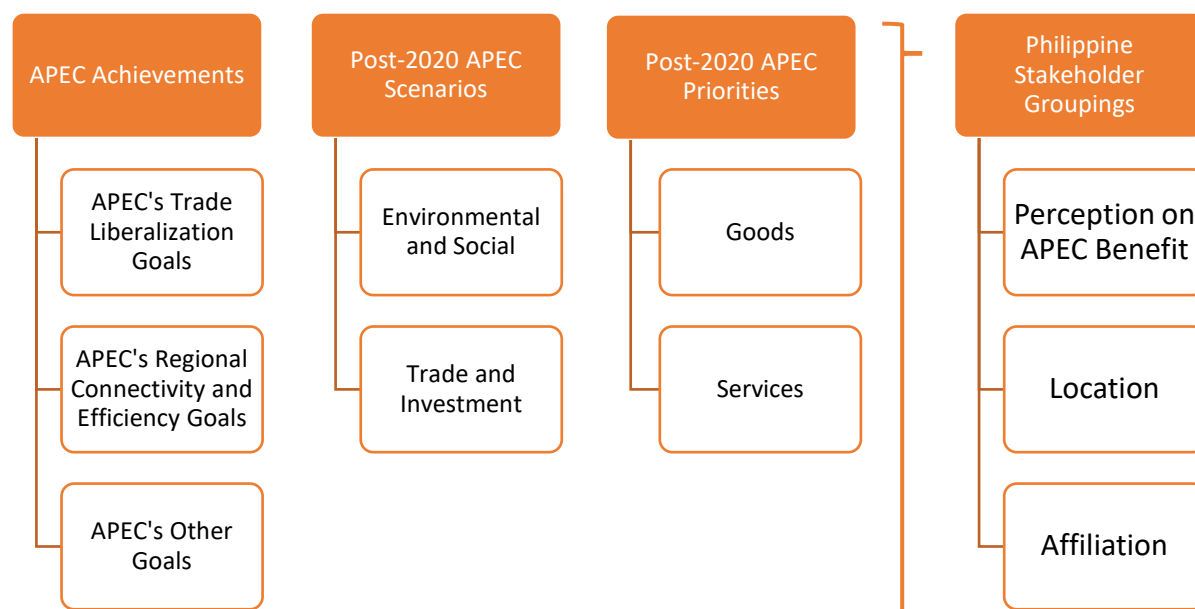 APEC Achievements
APEC's Trade
Liberalization
Goals
APEC's Regional
Connectivity and
Efficiency Goals
APEC's Other
Goals
Post-2020 APEC
Scenarios
Environmental
and Social
Trade and
Investment
Post-2020 APEC
Priorities
Goods
Services
Philippine
Stakeholder
Groupings
Perception on
APEC Benefit
Location
Affiliation